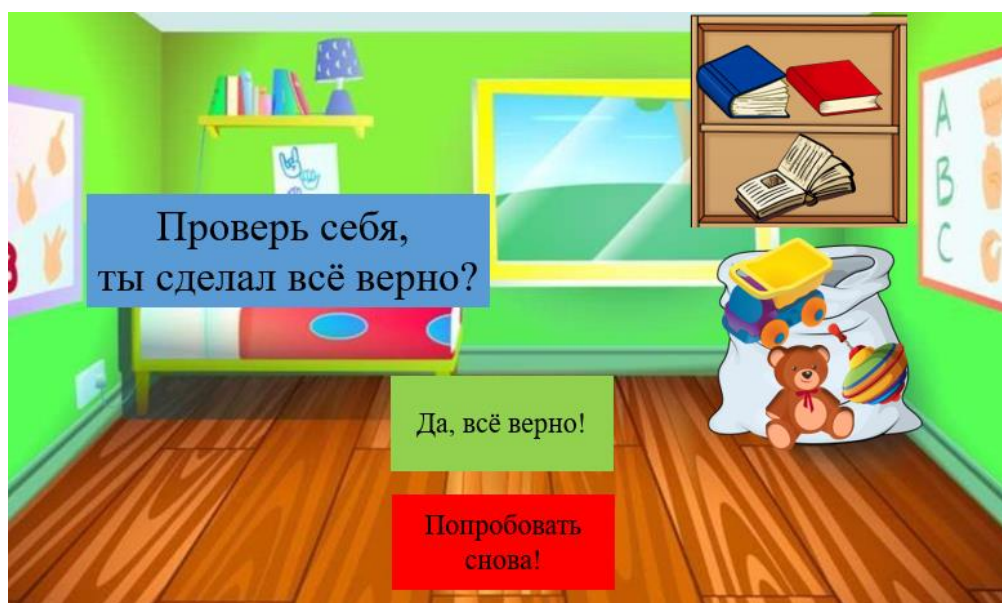 Проверь себя,
ты сделал всё верно?
Да, всё верно!
Попробовать
снова!
A
B
C